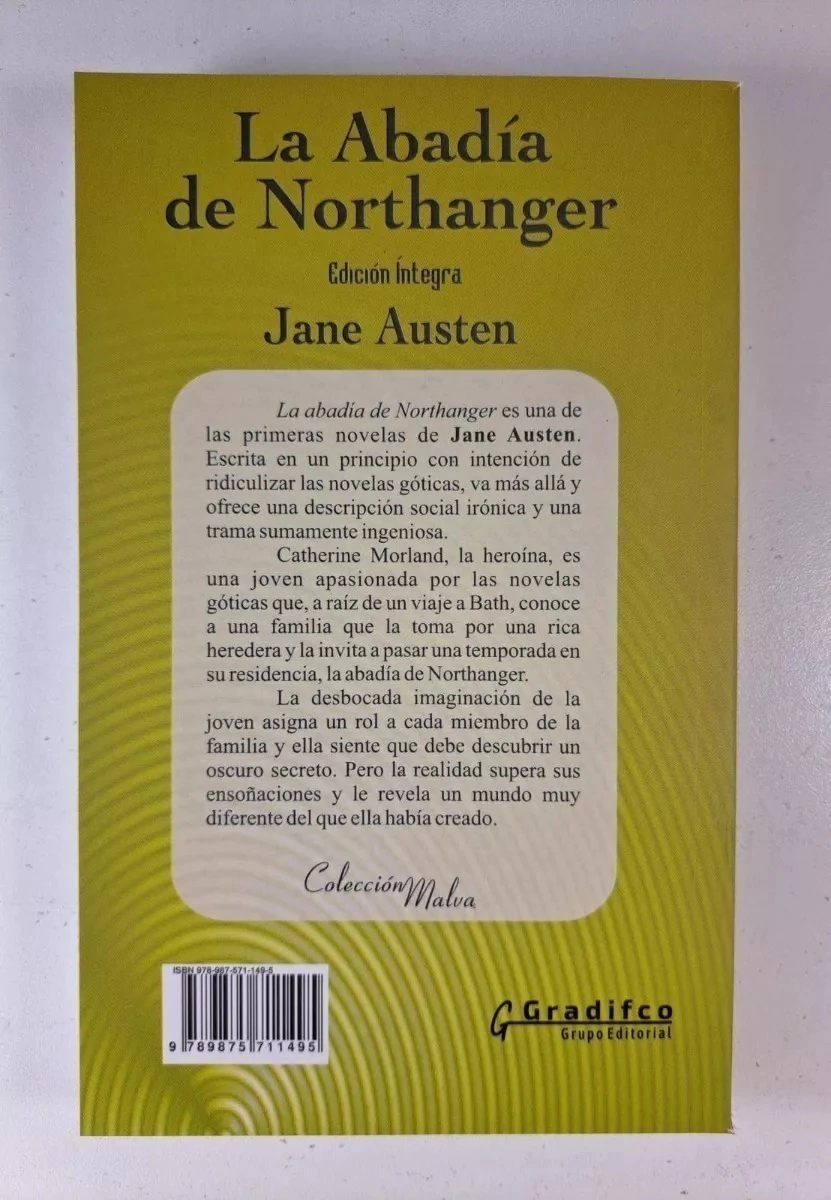 La Abadía
de Northanger
Edición Íntegra
Jane Austen
La abadía de Northanger es una de
las primeras novelas de Jane Austen.
Escrita en un principio con intención de
ridiculizar las novelas góticas, va más allá y
ofrece una descripción social irónica y una
trama sumamente ingeniosa.
Catherine Morland, la heroína, es
una joven apasionada por las novelas
góticas que, a raíz de un viaje a Bath, conoce
a una familia que la toma por una rica
heredera y la invita a pasar una temporada en
su residencia, la abadía de Northanger.
La desbocada imaginación de la
joven asigna un rol a cada miembro de la
familia y ella siente que debe descubrir un
oscuro secreto. Pero la realidad supera sus
ensoñaciones y le revela un mundo muy
diferente del que ella había creado.
Colección Malva
ISBN 978-987-571-149-5
9 789875 711495
G Gradifco
Grupo Editorial